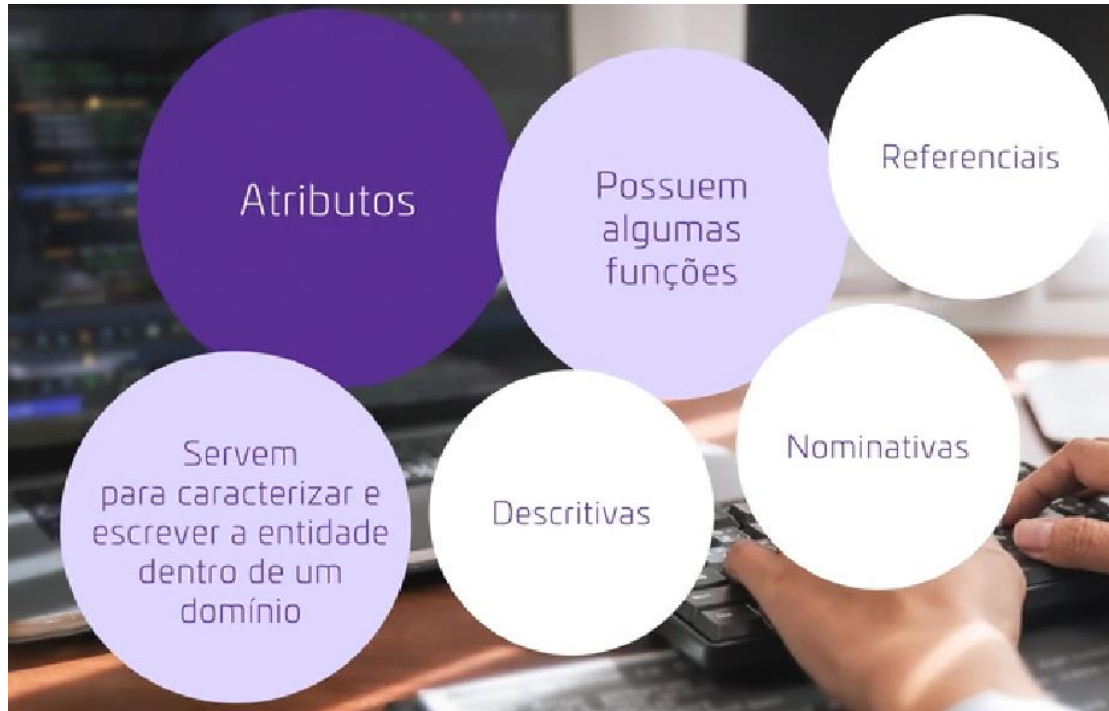 Atributos
Possuem
algumas
funções
Referenciais
Servem
para caracterizar e
escrever a entidade
dentro de um
domínio
Descritivas
Nominativas